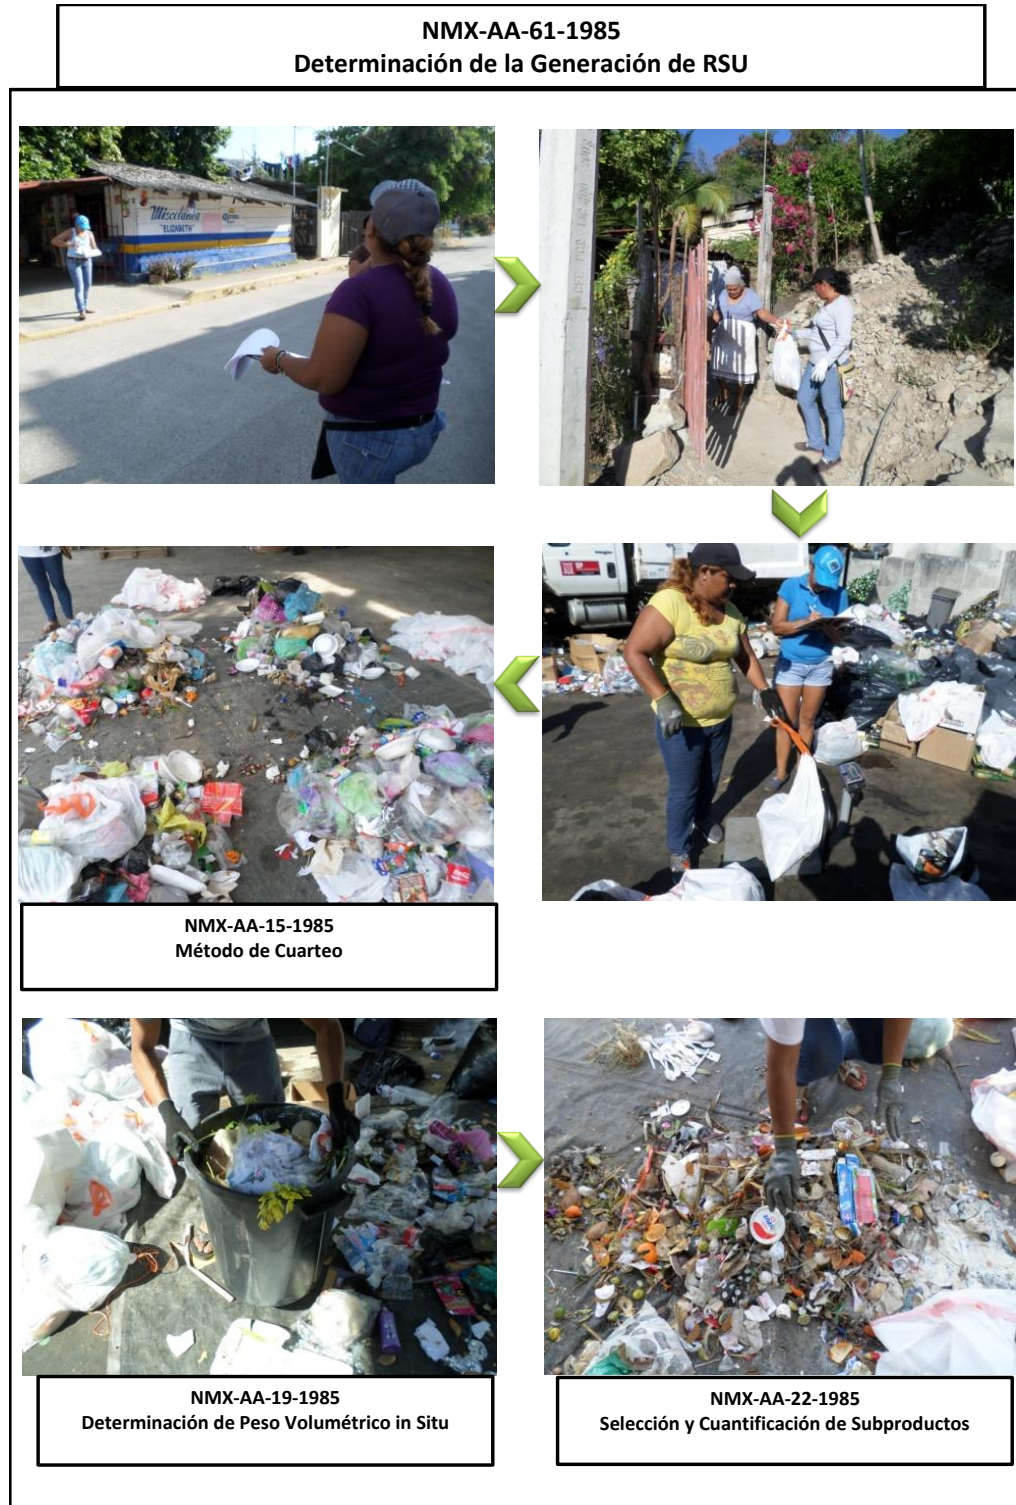 NMX-AA-61-1985
Determinación de la Generación de RSU
Miscelánea
"ELIZABETH"
NMX-AA-15-1985
Método de Cuarteo
NMX-AA-19-1985
Determinación de Peso Volumétrico in Situ
NMX-AA-22-1985
Selección y Cuantificación de Subproductos